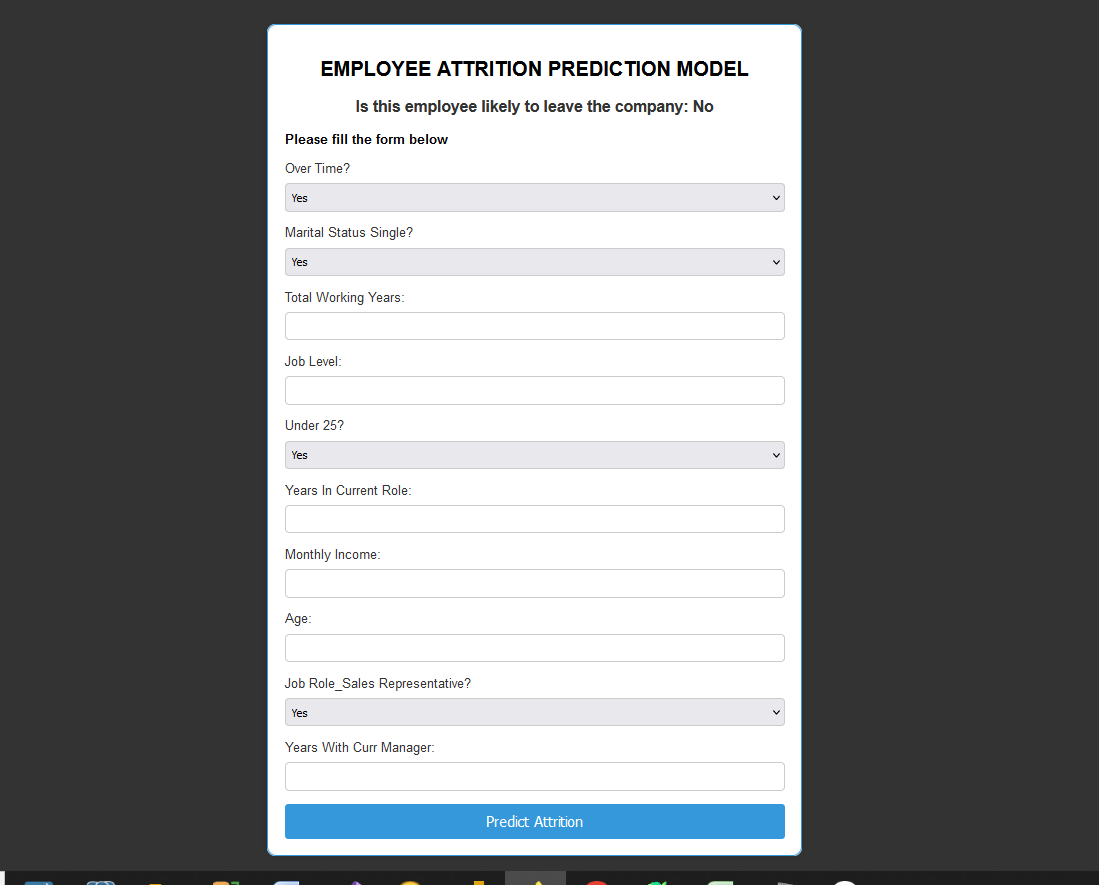 EMPLOYEE ATTRITION PREDICTION MODEL
Is this employee likely to leave the company: No
Please fill the form below
Over Time?
Yes
Marital Status Single?
Yes
Total Working Years:
Job Level:
Under 25?
Yes
Years In Current Role:
Monthly Income:
Age:
Job Role_Sales Representative?
Yes
Years With Curr Manager:
Predict Attrition